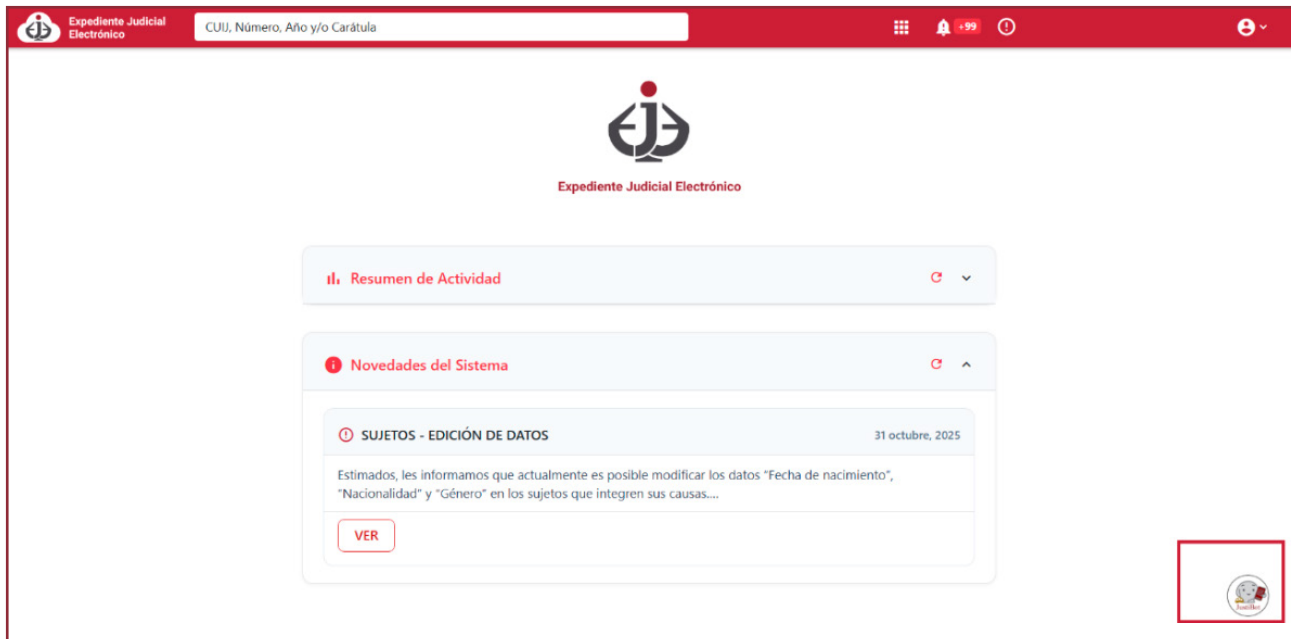 Expediente Judicial
Electrónico
CUIJ, Número, Año y/o Carátula
+99
Expediente Judicial Electrónico
Resumen de Actividad
Novedades del Sistema
SUJETOS - EDICIÓN DE DATOS
31 octubre, 2025
Estimados, les informamos que actualmente es posible modificar los datos "Fecha de nacimiento",
"Nacionalidad" y "Género" en los sujetos que integren sus causas....
VER